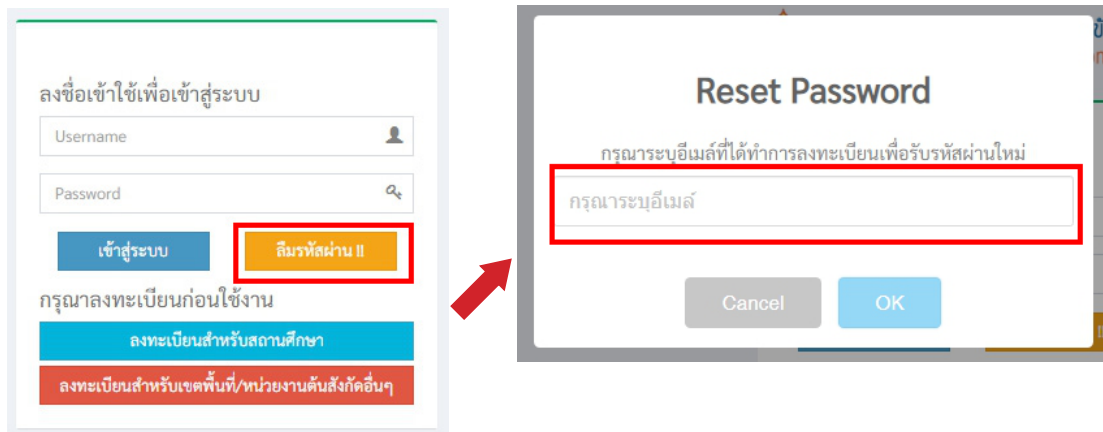 ลงชื่อเข้าใช้เพื่อเข้าสู่ระบบ
Username
Password
เข้าสู่ระบบ
ลืมรหัสผ่าน !!
กรุณาลงทะเบียนก่อนใช้งาน
ลงทะเบียนสำหรับสถานศึกษา
ลงทะเบียนสำหรับเขตพื้นที่/หน่วยงานต้นสังกัดอื่นๆ
Reset Password
กรุณาระบุอีเมล์ที่ได้ทำการลงทะเบียนเพื่อรับรหัสผ่านใหม่
กรุณาระบุอีเมล์
Cancel
OK